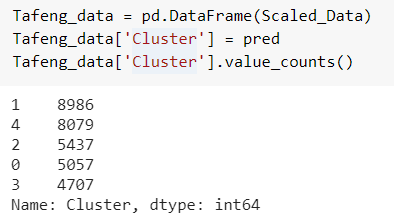 Tafeng_data = pd.DataFrame(Scaled_Data)
Tafeng_data['Cluster'] = pred
Tafeng_data['Cluster'].value_counts()
1    8986
4    8079
2    5437
0    5057
3    4707
Name: Cluster, dtype: int64